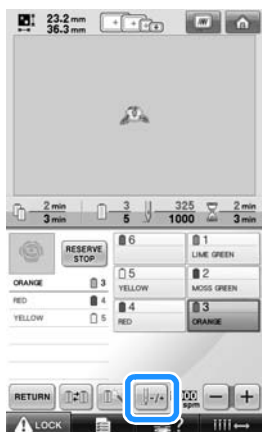 23.2 mm
36.3 mm
2 min
3 min
3
5
325
1000
2 min
3 min
RESERVE
STOP
ORANGE 3
RED 4
YELLOW 5
6
1
LIME GREEN
5
YELLOW
2
MOSS GREEN
4
RED
3
ORANGE
RETURN
-/+
spm
- +
LOCK
?